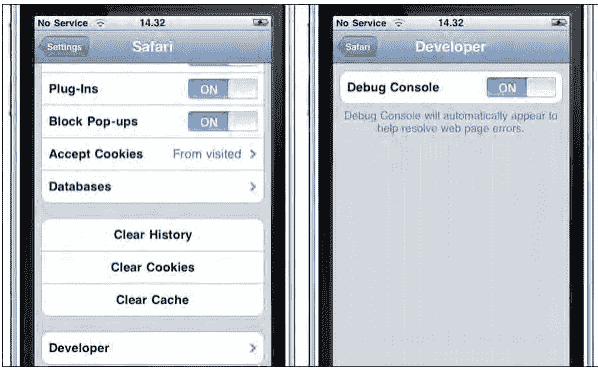 No Service 14.32
Settings Safari
Plug-Ins ON
Block Pop-ups ON
Accept Cookies From visited
Databases
Clear History
Clear Cookies
Clear Cache
Developer
No Service 14.32
Safari Developer
Debug Console ON
Debug Console will automatically appear to
help resolve web page errors.